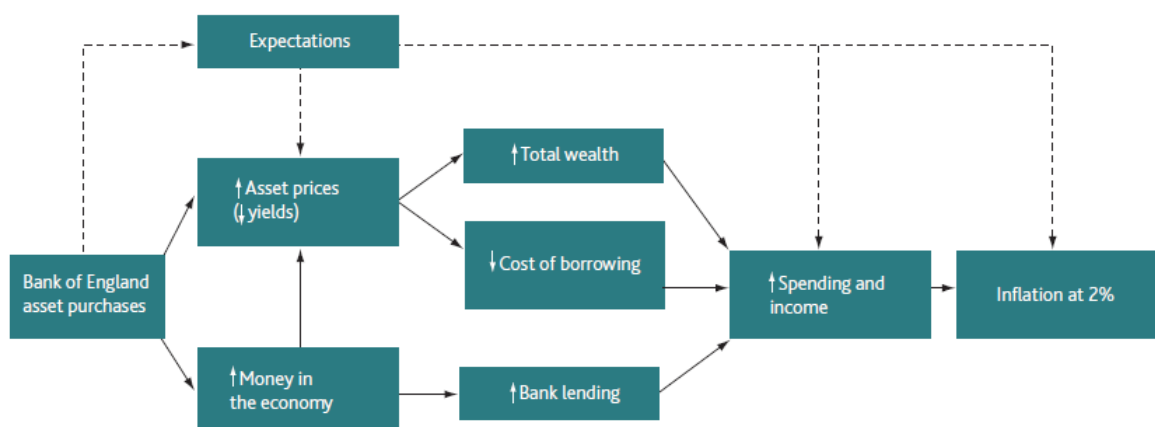 Expectations
↑Total wealth
↑Asset prices
(↓yields)
↓Cost of borrowing
Bank of England
asset purchases
↑Spending and
income
Inflation at 2%
↑Money in
the economy
↑Bank lending